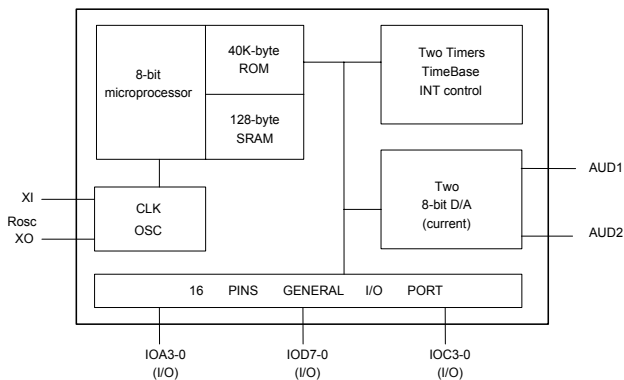 8-bit
microprocessor
40K-byte
ROM
128-byte
SRAM
Two Timers
TimeBase
INT control
Two
8-bit D/A
(current)
AUD1
AUD2
XI
Rosc
XO
CLK
OSC
16 PINS GENERAL I/O PORT
IOA3-0
(I/O)
IOD7-0
(I/O)
IOC3-0
(I/O)